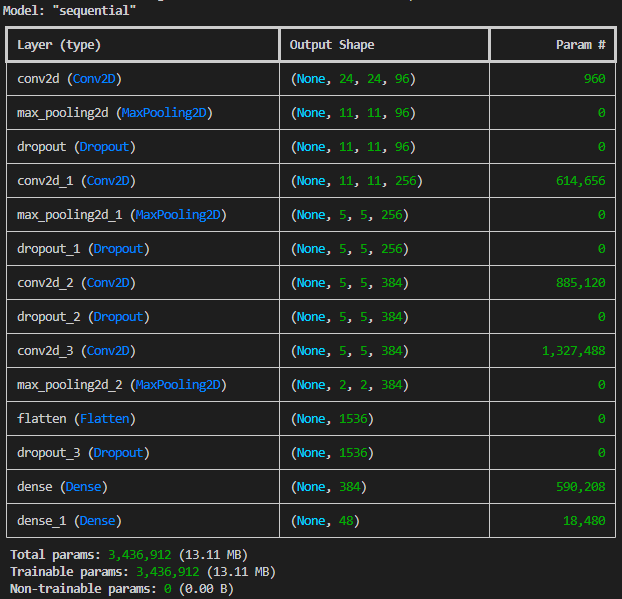 Model: "sequential"
Layer (type) Output Shape Param #
conv2d (Conv2D) (None, 24, 24, 96) 960
max_pooling2d (MaxPooling2D) (None, 11, 11, 96) 0
dropout (Dropout) (None, 11, 11, 96) 0
conv2d_1 (Conv2D) (None, 11, 11, 256) 614,656
max_pooling2d_1 (MaxPooling2D) (None, 5, 5, 256) 0
dropout_1 (Dropout) (None, 5, 5, 256) 0
conv2d_2 (Conv2D) (None, 5, 5, 384) 885,120
dropout_2 (Dropout) (None, 5, 5, 384) 0
conv2d_3 (Conv2D) (None, 5, 5, 384) 1,327,488
max_pooling2d_2 (MaxPooling2D) (None, 2, 2, 384) 0
flatten (Flatten) (None, 1536) 0
dropout_3 (Dropout) (None, 1536) 0
dense (Dense) (None, 384) 590,208
dense_1 (Dense) (None, 48) 18,480
Total params: 3,436,912 (13.11 MB)
Trainable params: 3,436,912 (13.11 MB)
Non-trainable params: 0 (0.00 B)